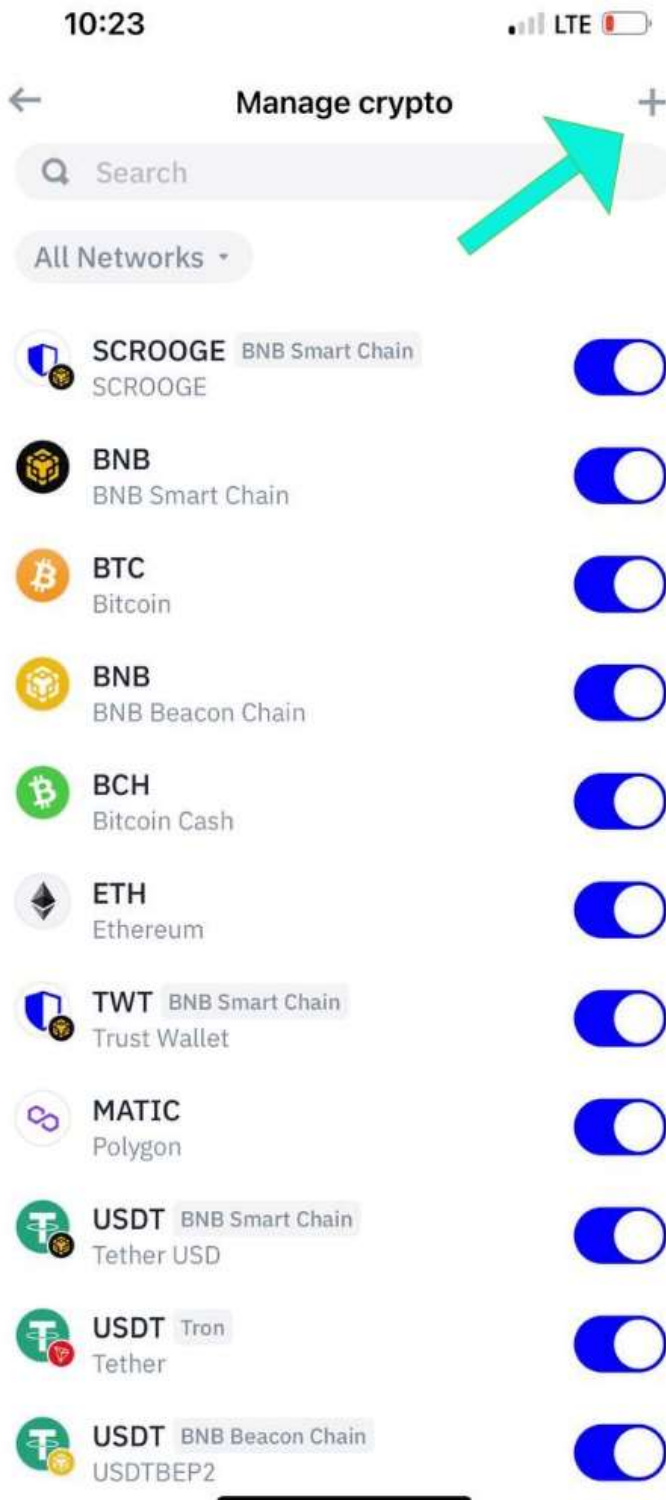 10:23 LTE
Manage crypto
Search
All Networks
SCROOGE BNB Smart Chain
SCROOGE
BNB
BNB Smart Chain
BTC
Bitcoin
BNB
BNB Beacon Chain
BCH
Bitcoin Cash
ETH
Ethereum
TWT BNB Smart Chain
Trust Wallet
MATIC
Polygon
USDT BNB Smart Chain
Tether USD
USDT Tron
Tether
USDT BNB Beacon Chain
USDTBEP2